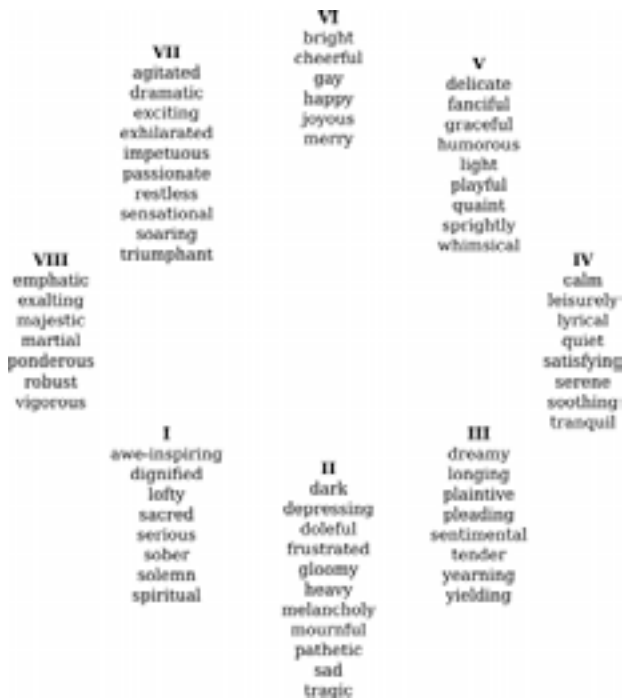 VI
bright
cheerful
gay
happy
joyous
merry
VII
agitated
dramatic
exciting
exhilarated
impetuous
passionate
restless
sensational
soaring
triumphant
V
delicate
fanciful
graceful
humorous
light
playful
quaint
sprightly
whimsical
VIII
emphatic
exalting
majestic
martial
ponderous
robust
vigorous
IV
calm
leisurely
lyrical
quiet
satisfying
serene
soothing
tranquil
I
awe-inspiring
dignified
lofty
sacred
serious
sober
solemn
spiritual
II
dark
depressing
doleful
frustrated
gloomy
heavy
melancholy
mournful
pathetic
sad
tragic
III
dreamy
longing
plaintive
pleading
sentimental
tender
yearning
yielding